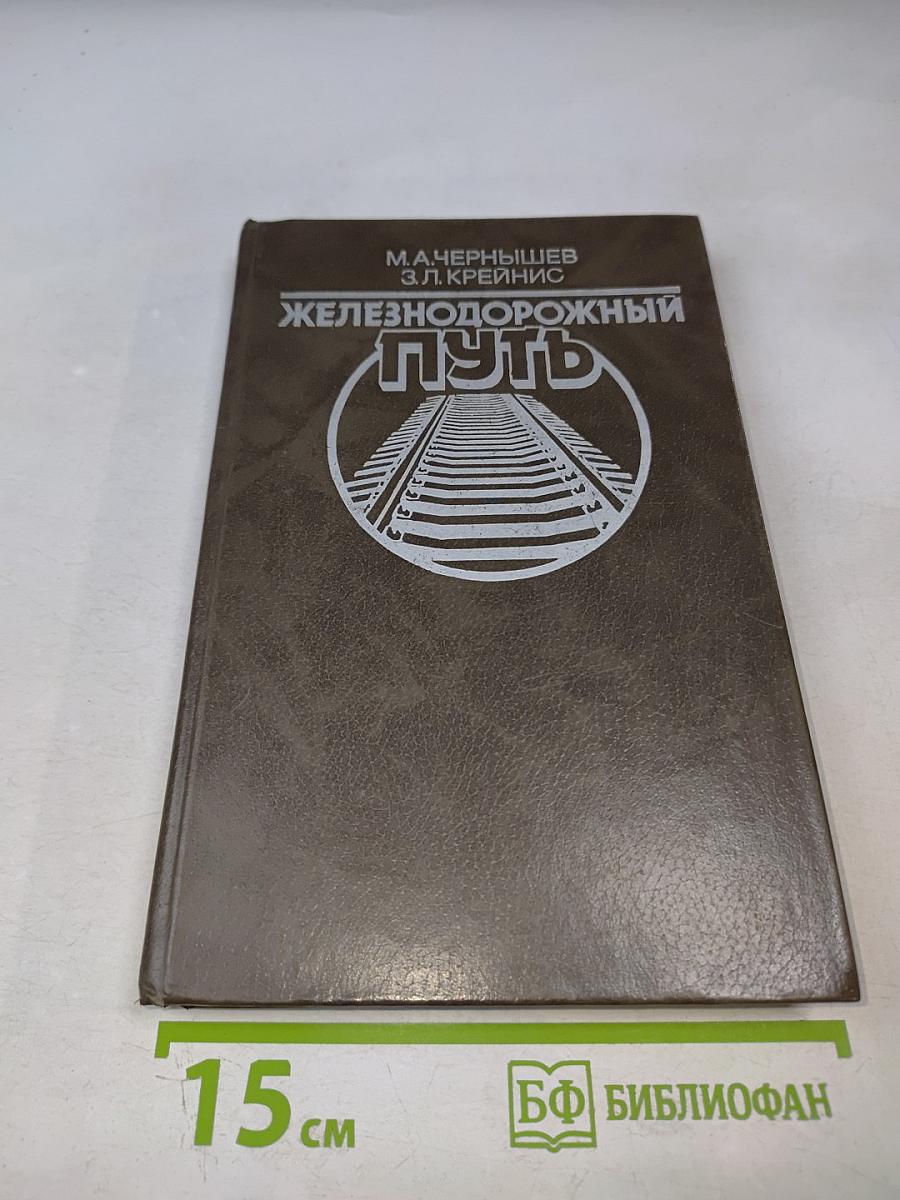 М.А.ЧЕРНЫШЕВ
З.Л.КРЕЙНИС
ЖЕЛЕЗНОДОРОЖНЫЙ
ПУТЬ
15 см
БФ БИБЛИОФАН